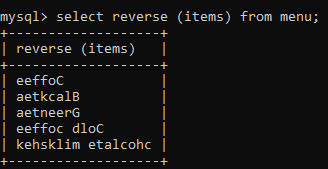 mysql> select reverse (items) from menu;
+-------------------+
| reverse (items)   |
+-------------------+
| eeffoC            |
| aetkcalB          |
| aetneerG          |
| eeffoc dloC       |
| kehsklim etalcohc |
+-------------------+